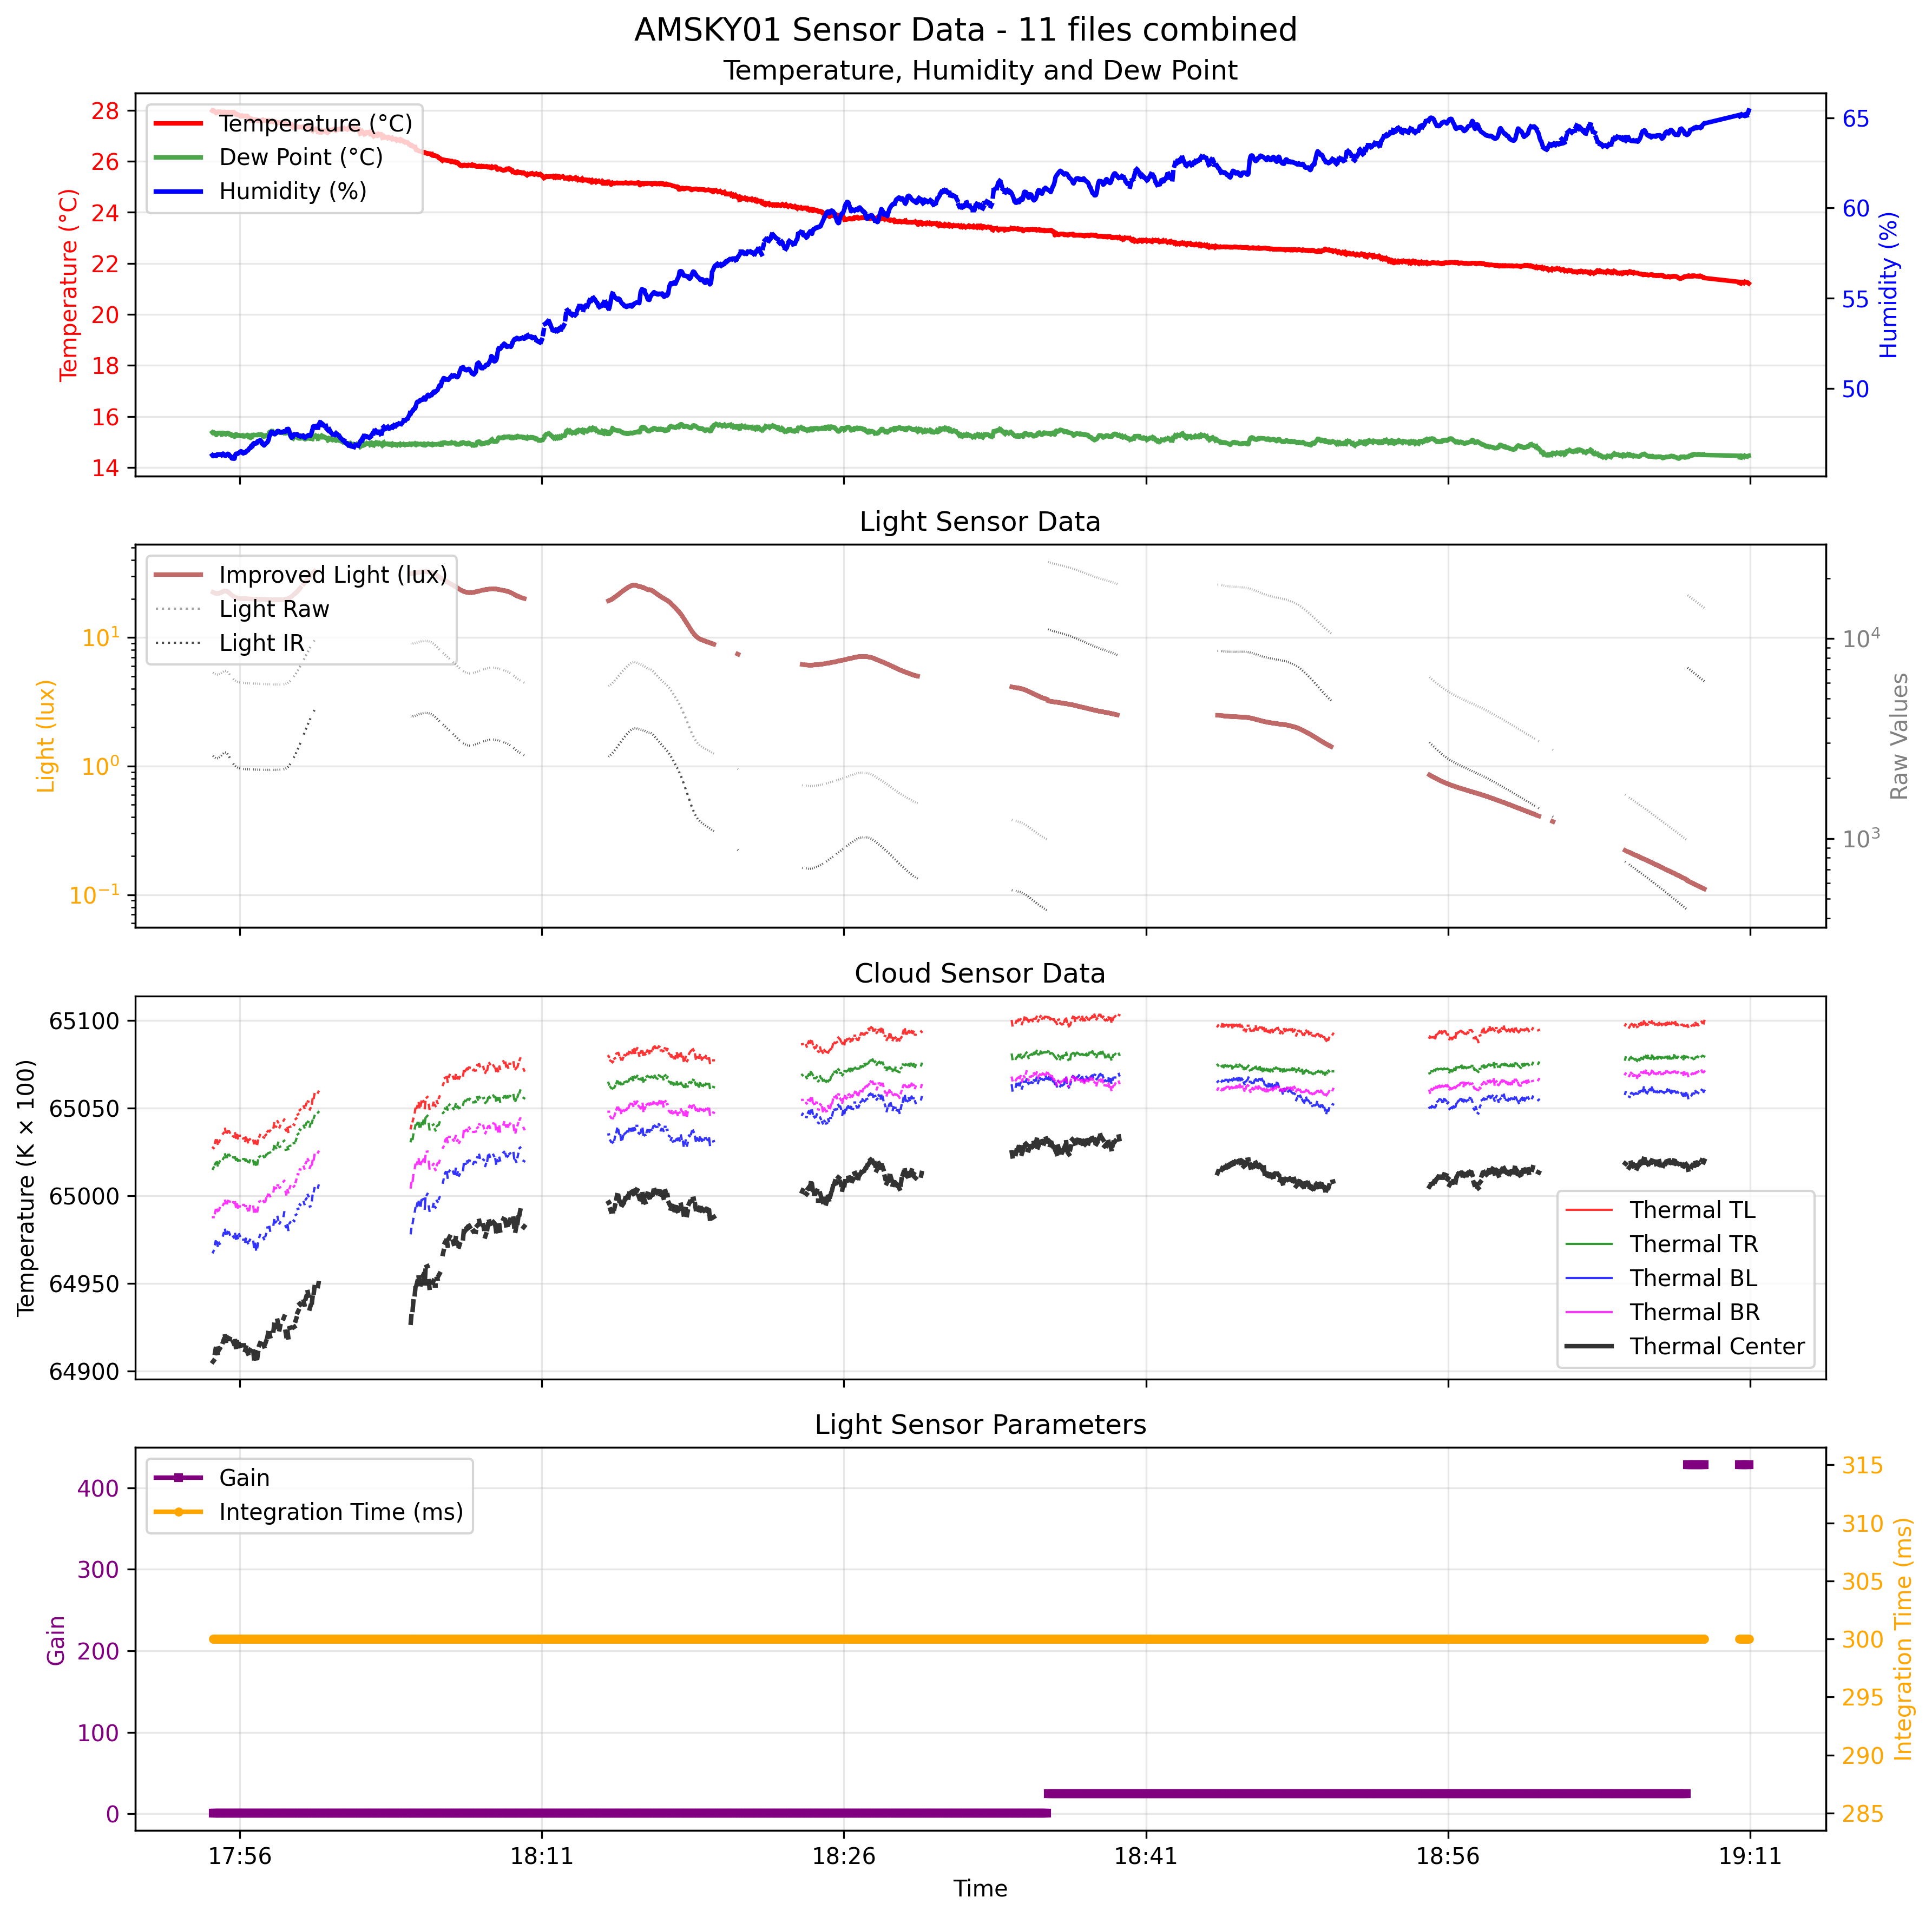 AMSKY01 Sensor Data - 11 files combined
Temperature, Humidity and Dew Point
Temperature (°C)
28
26
24
22
20
18
16
14
Temperature (°C)
Dew Point (°C)
Humidity (%)
65
60
55
50
Humidity (%)
Light Sensor Data
Light (lux)
10¹
10⁰
10⁻¹
Improved Light (lux)
Light Raw
Light IR
10⁴
10³
Raw Values
Cloud Sensor Data
Temperature (K × 100)
65100
65050
65000
64950
64900
Thermal TL
Thermal TR
Thermal BL
Thermal BR
Thermal Center
Light Sensor Parameters
Gain
400
300
200
100
0
Gain
Integration Time (ms)
315
310
305
300
295
290
285
Integration Time (ms)
17:56 18:11 18:26 18:41 18:56 19:11
Time